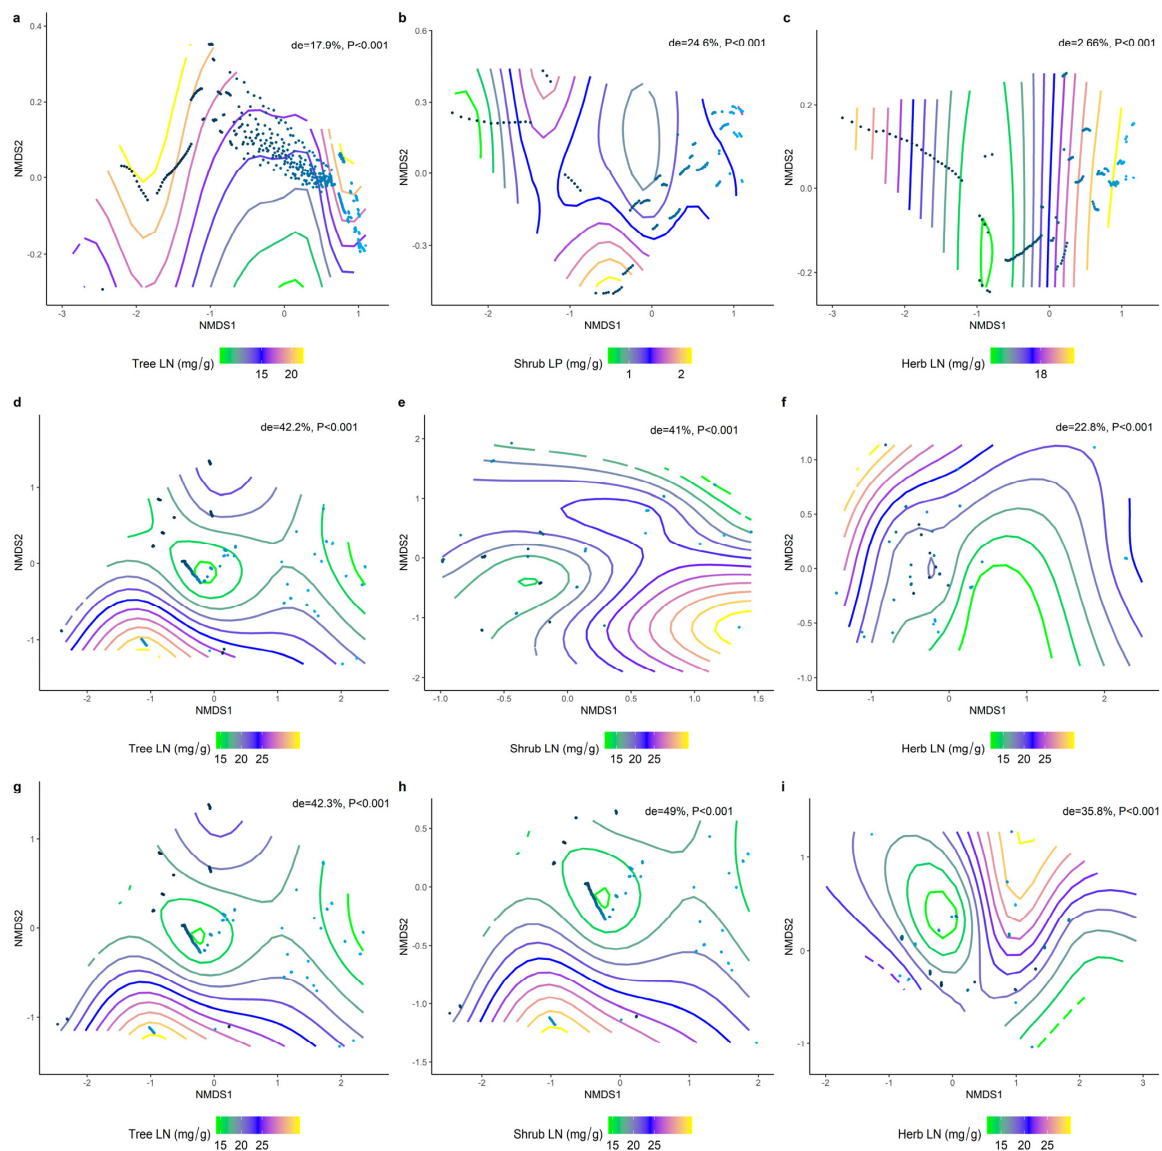 a
de=17.9%, P<0.001
0.4
0.2
0.0
-0.2
NMDS2
-3
-2
-1
0
1
NMDS1
Tree LN (mg/g)
15 20
b
de=24.6%, P<0.001
0.6
0.3
0.0
-0.3
NMDS2
-2
-1
0
1
NMDS1
Shrub LP (mg/g)
1 2
c
de=2.66%, P<0.001
0.2
0.0
-0.2
NMDS2
-3
-2
-1
0
1
NMDS1
Herb LN (mg/g)
18
d
de=42.2%, P<0.001
1
0
-1
NMDS2
-2
-1
0
1
2
NMDS1
Tree LN (mg/g)
15 20 25
e
de=41%, P<0.001
2
1
0
-1
-2
NMDS2
-1.0
-0.5
0.0
0.5
1.0
1.5
NMDS1
Shrub LN (mg/g)
15 20 25
f
de=22.8%, P<0.001
1.0
0.5
0.0
-0.5
-1.0
NMDS2
-1
0
1
2
NMDS1
Herb LN (mg/g)
15 20 25
g
de=42.3%, P<0.001
1
0
-1
NMDS2
-2
-1
0
1
2
NMDS1
Tree LN (mg/g)
15 20 25
h
de=49%, P<0.001
0.5
0.0
-0.5
-1.0
-1.5
NMDS2
-2
-1
0
1
2
NMDS1
Shrub LN (mg/g)
15 20 25
i
de=35.8%, P<0.001
1
0
-1
NMDS2
-2
-1
0
1
2
3
NMDS1
Herb LN (mg/g)
15 20 25